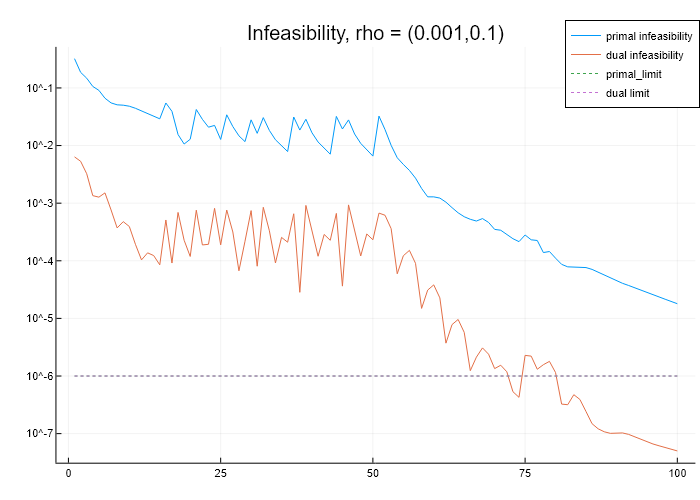 Infeasibility, rho = (0.001,0.1)
primal infeasibility
dual infeasibility
primal_limit
dual limit
10^-1
10^-2
10^-3
10^-4
10^-5
10^-6
10^-7
0 25 50 75 100